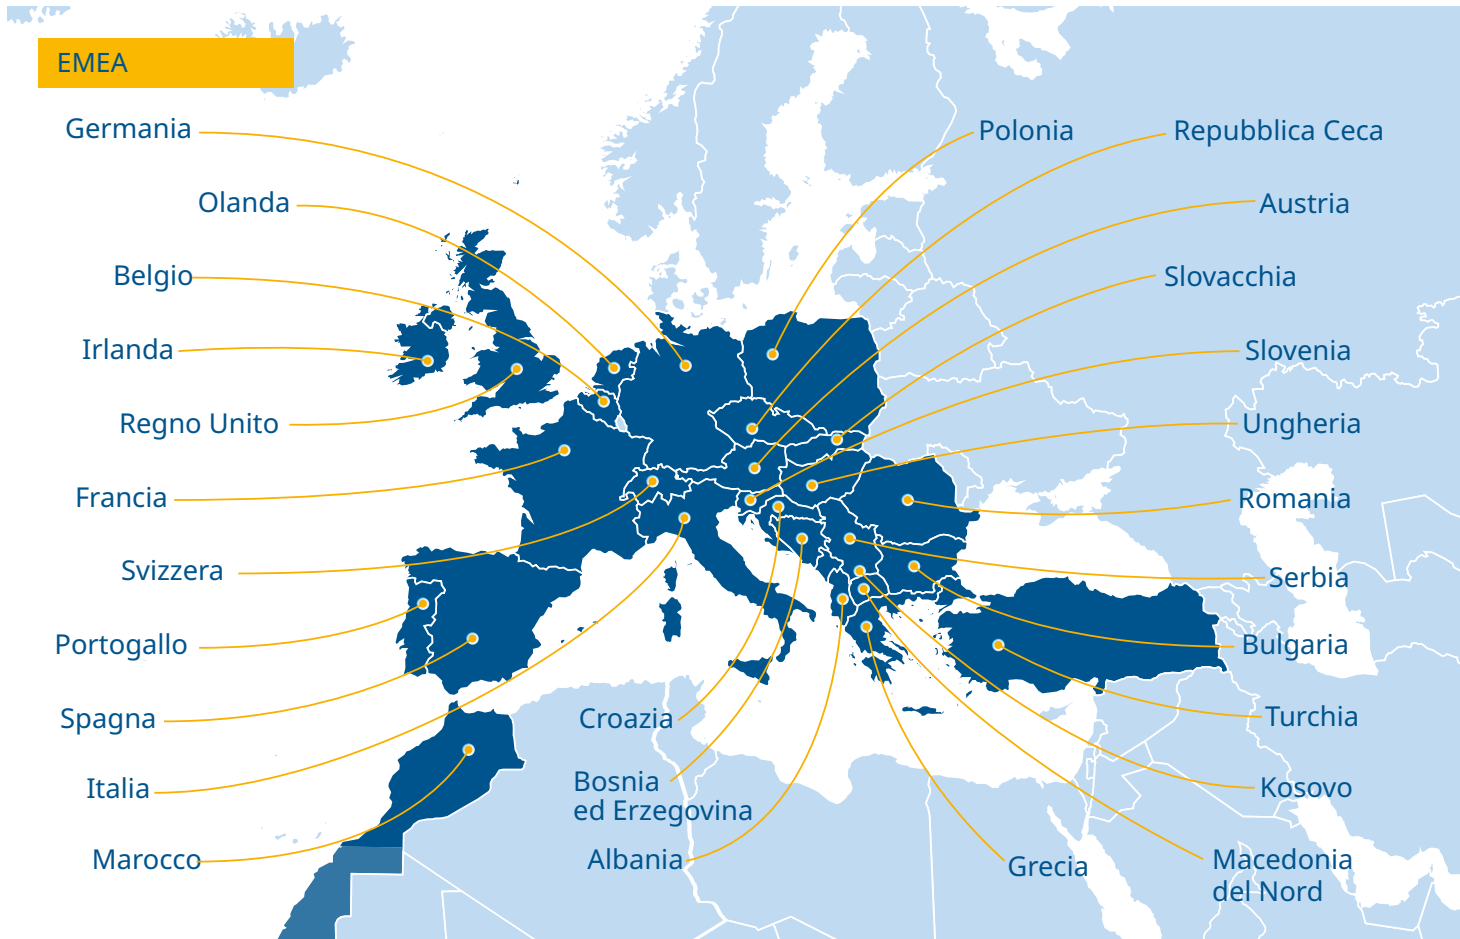 EMEA
Germania
Olanda
Belgio
Irlanda
Regno Unito
Francia
Svizzera
Portogallo
Spagna
Italia
Marocco
Croazia
Bosnia
ed Erzegovina
Albania
Polonia
Repubblica Ceca
Austria
Slovacchia
Slovenia
Ungheria
Romania
Serbia
Bulgaria
Turchia
Kosovo
Grecia
Macedonia
del Nord